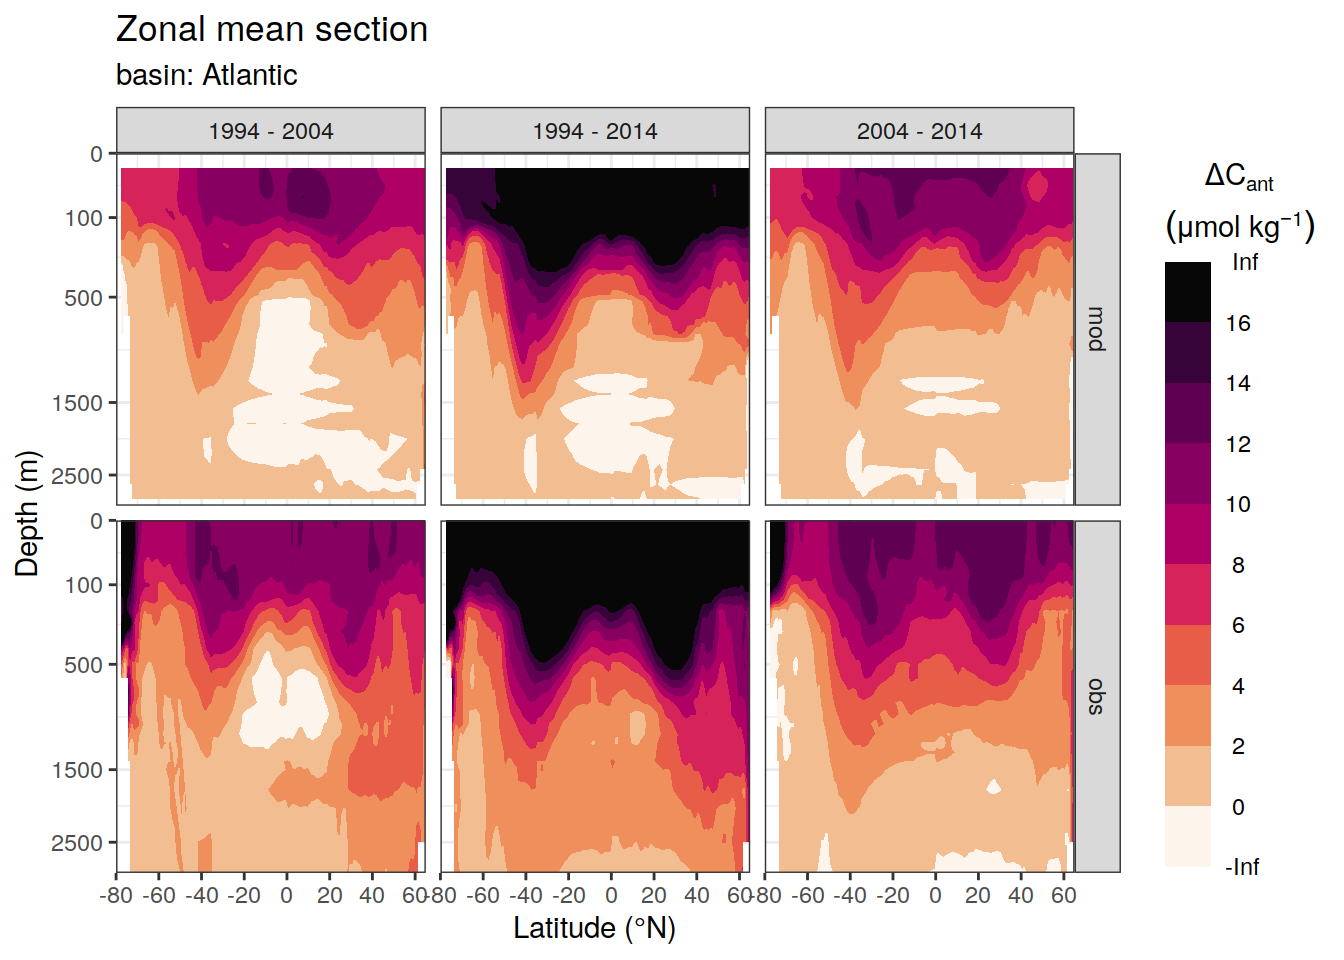 Zonal mean section
basin: Atlantic
1994 - 2004
1994 - 2014
2004 - 2014
0
100
500
1500
2500
mod
0
100
500
1500
2500
obs
-80 -60 -40 -20 0 20 40 60
-80 -60 -40 -20 0 20 40 60
-80 -60 -40 -20 0 20 40 60
Latitude (°N)
Depth (m)
ΔCant
(μmol kg⁻¹)
Inf
16
14
12
10
8
6
4
2
0
-Inf